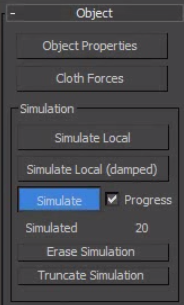 - Object
Object Properties
Cloth Forces
Simulation
Simulate Local
Simulate Local (damped)
Simulate Progress
Simulated 20
Erase Simulation
Truncate Simulation